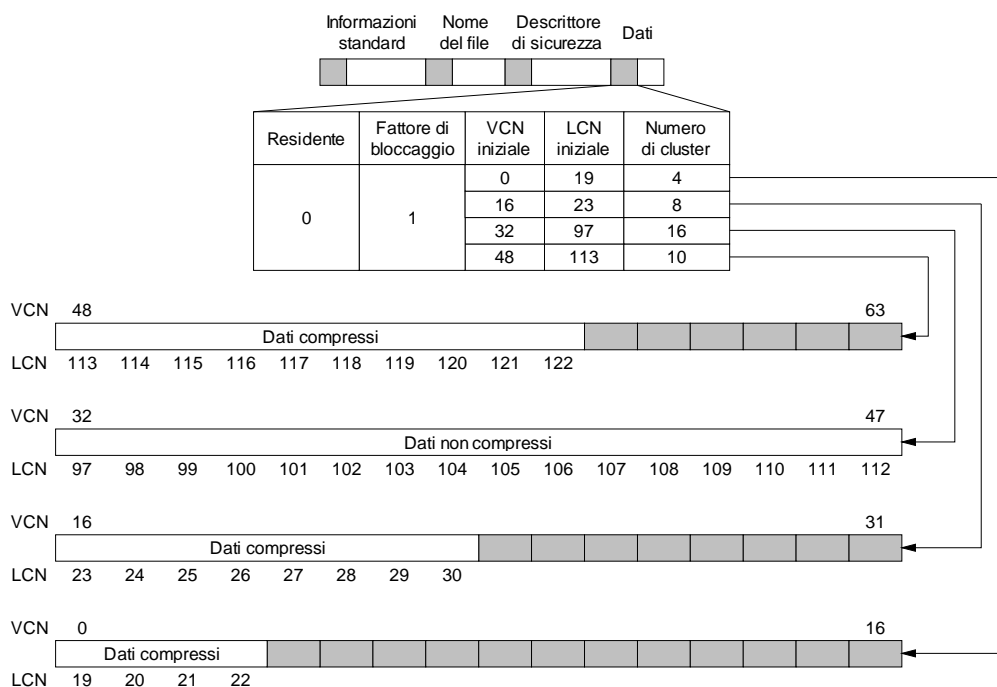 Informazioni standard
Nome del file
Descrittore di sicurezza
Dati
Residente
Fattore di bloccaggio
VCN iniziale
LCN iniziale
Numero di cluster
0 1
0 19 4
16 23 8
32 97 16
48 113 10
VCN 48 63
Dati compressi
LCN 113 114 115 116 117 118 119 120 121 122
VCN 32 47
Dati non compressi
LCN 97 98 99 100 101 102 103 104 105 106 107 108 109 110 111 112
VCN 16 31
Dati compressi
LCN 23 24 25 26 27 28 29 30
VCN 0 16
Dati compressi
LCN 19 20 21 22